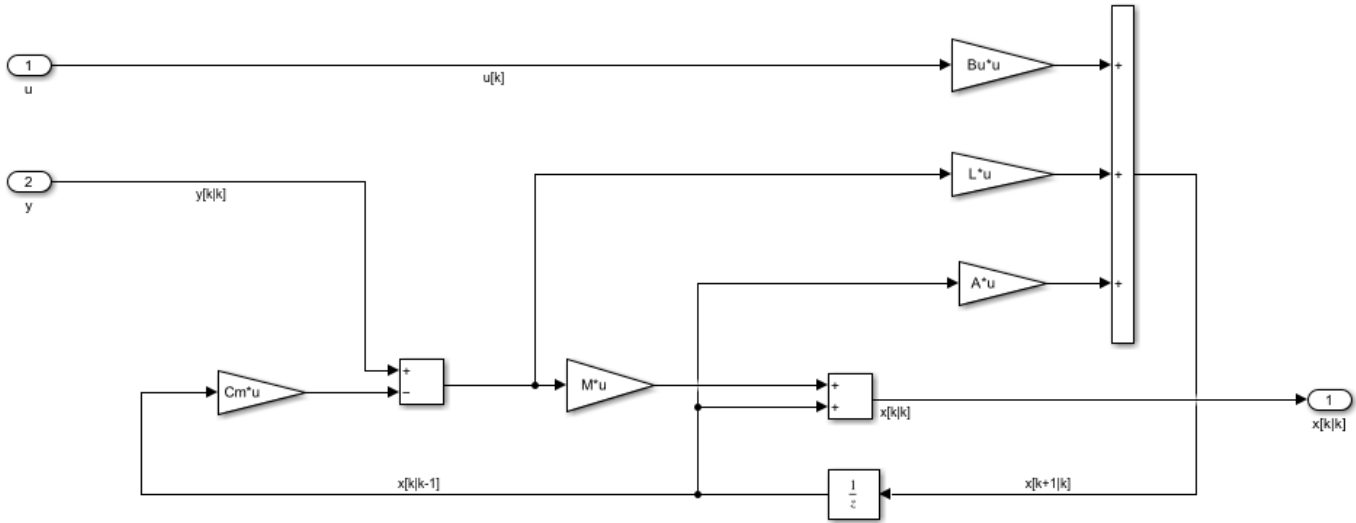 1
u
u[k]
Bu*u
+
2
y
y[k|k]
L*u
+
A*u
+
Cm*u
+
−
M*u
+
+
x[k|k]
1
x[k|k]
x[k|k-1]
1
z
x[k+1|k]